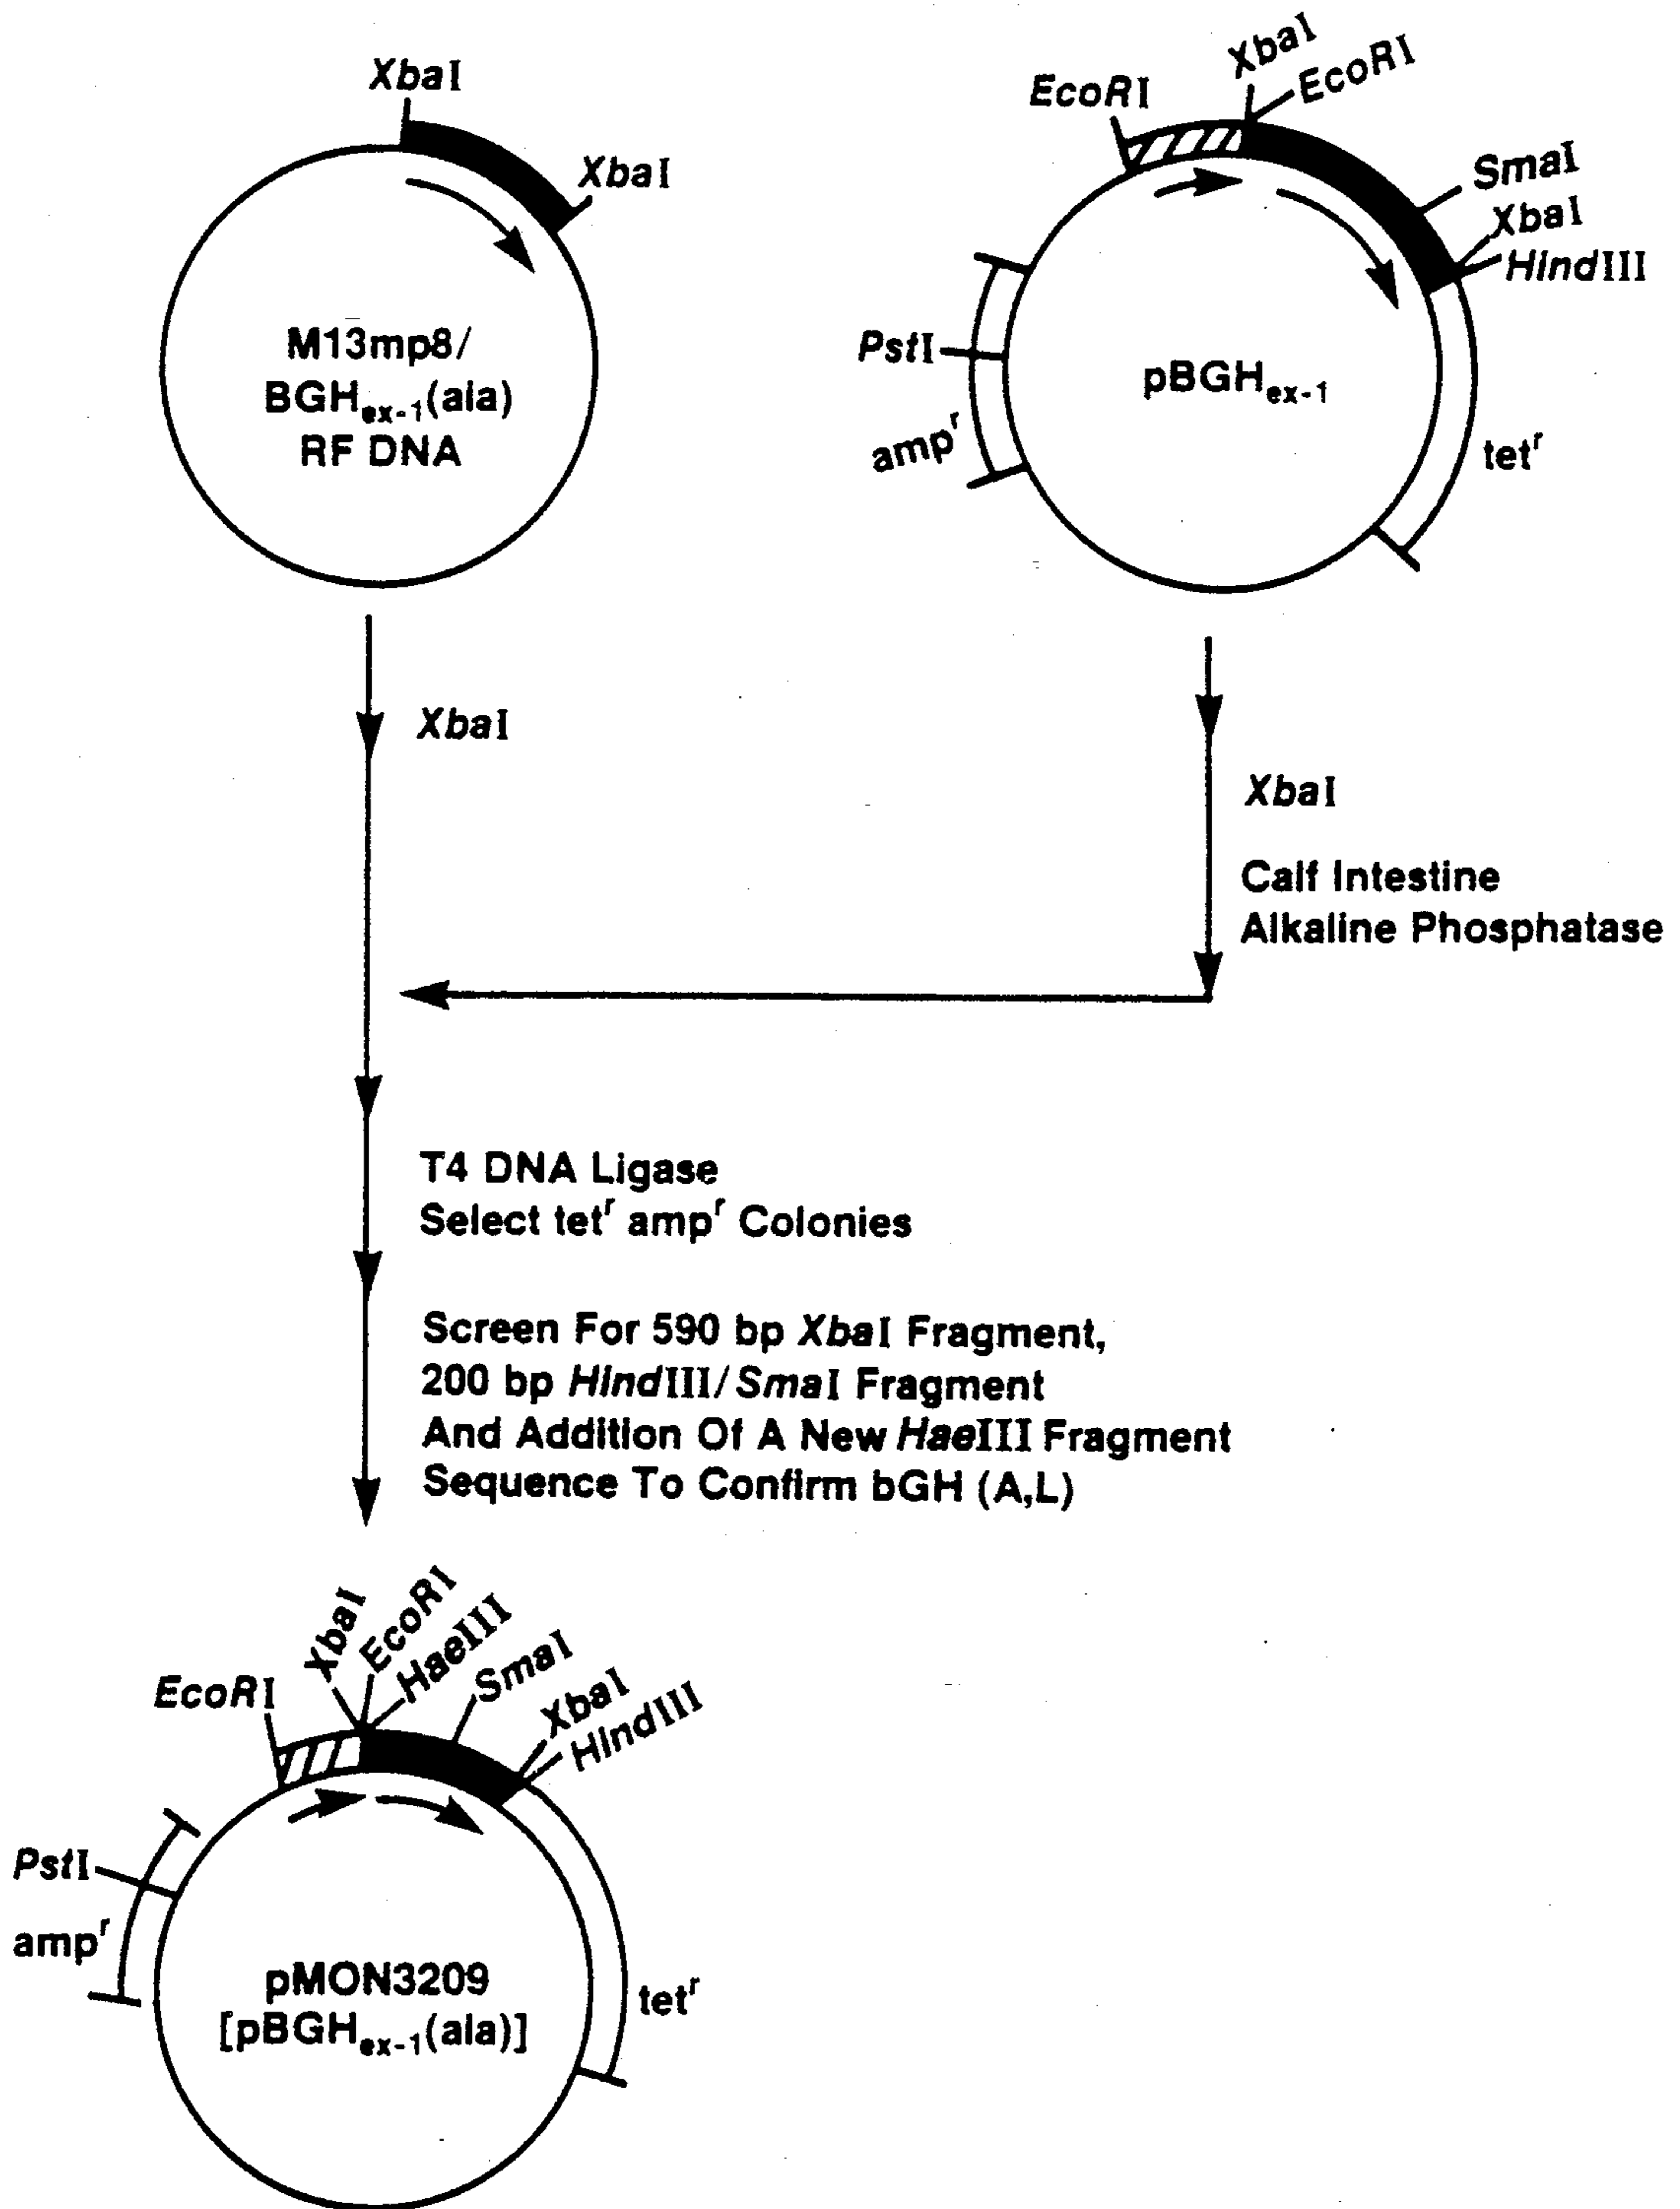 XbaI
XbaI
M13mp8/
BGHex-1(ala)
RF DNA
EcoRI
XbaI
EcoRI
SmaI
XbaI
HindIII
PstI
ampr
pBGHex-1
tetr
XbaI
XbaI
Calf Intestine
Alkaline Phosphatase
T4 DNA Ligase
Select tetr ampr Colonies
Screen For 590 bp XbaI Fragment,
200 bp HindIII/SmaI Fragment
And Addition Of A New HaeIII Fragment
Sequence To Confirm bGH (A,L)
EcoRI
XbaI
EcoRI
HaeIII
SmaI
XbaI
HindIII
PstI
ampr
pMON3209
[pBGHex-1(ala)]
tetr